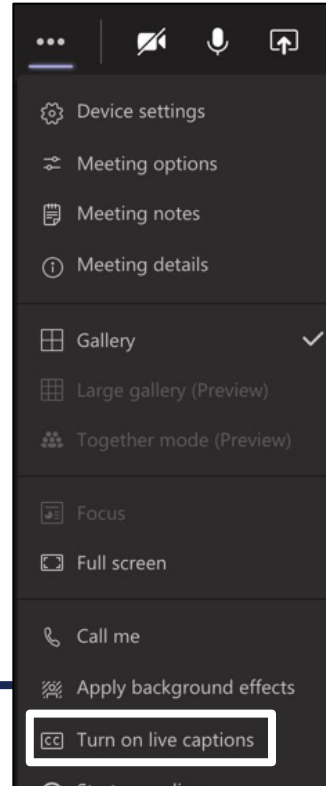 Device settings
Meeting options
Meeting notes
Meeting details
Gallery
Large gallery (Preview)
Together mode (Preview)
Focus
Full screen
Call me
Apply background effects
CC Turn on live captions